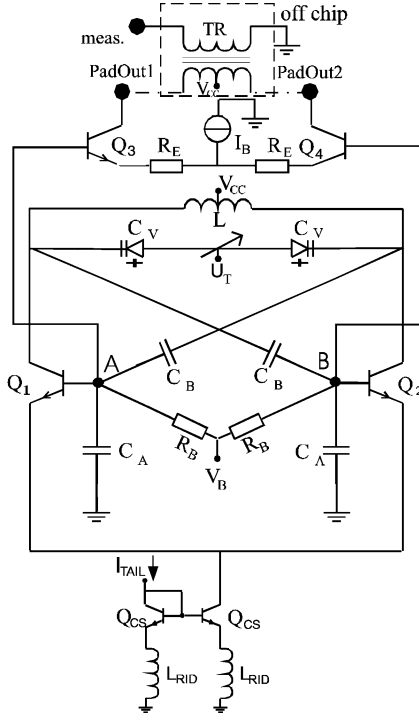 off chip
meas. TR
PadOut1 V_CC PadOut2
Q_3 R_E I_B R_E Q_4
V_CC
L
C_V C_V
U_T
A B
Q_1 C_B C_B Q_2
R_B R_B
C_A V_B C_A
I_TAIL
Q_CS Q_CS
L_RID L_RID